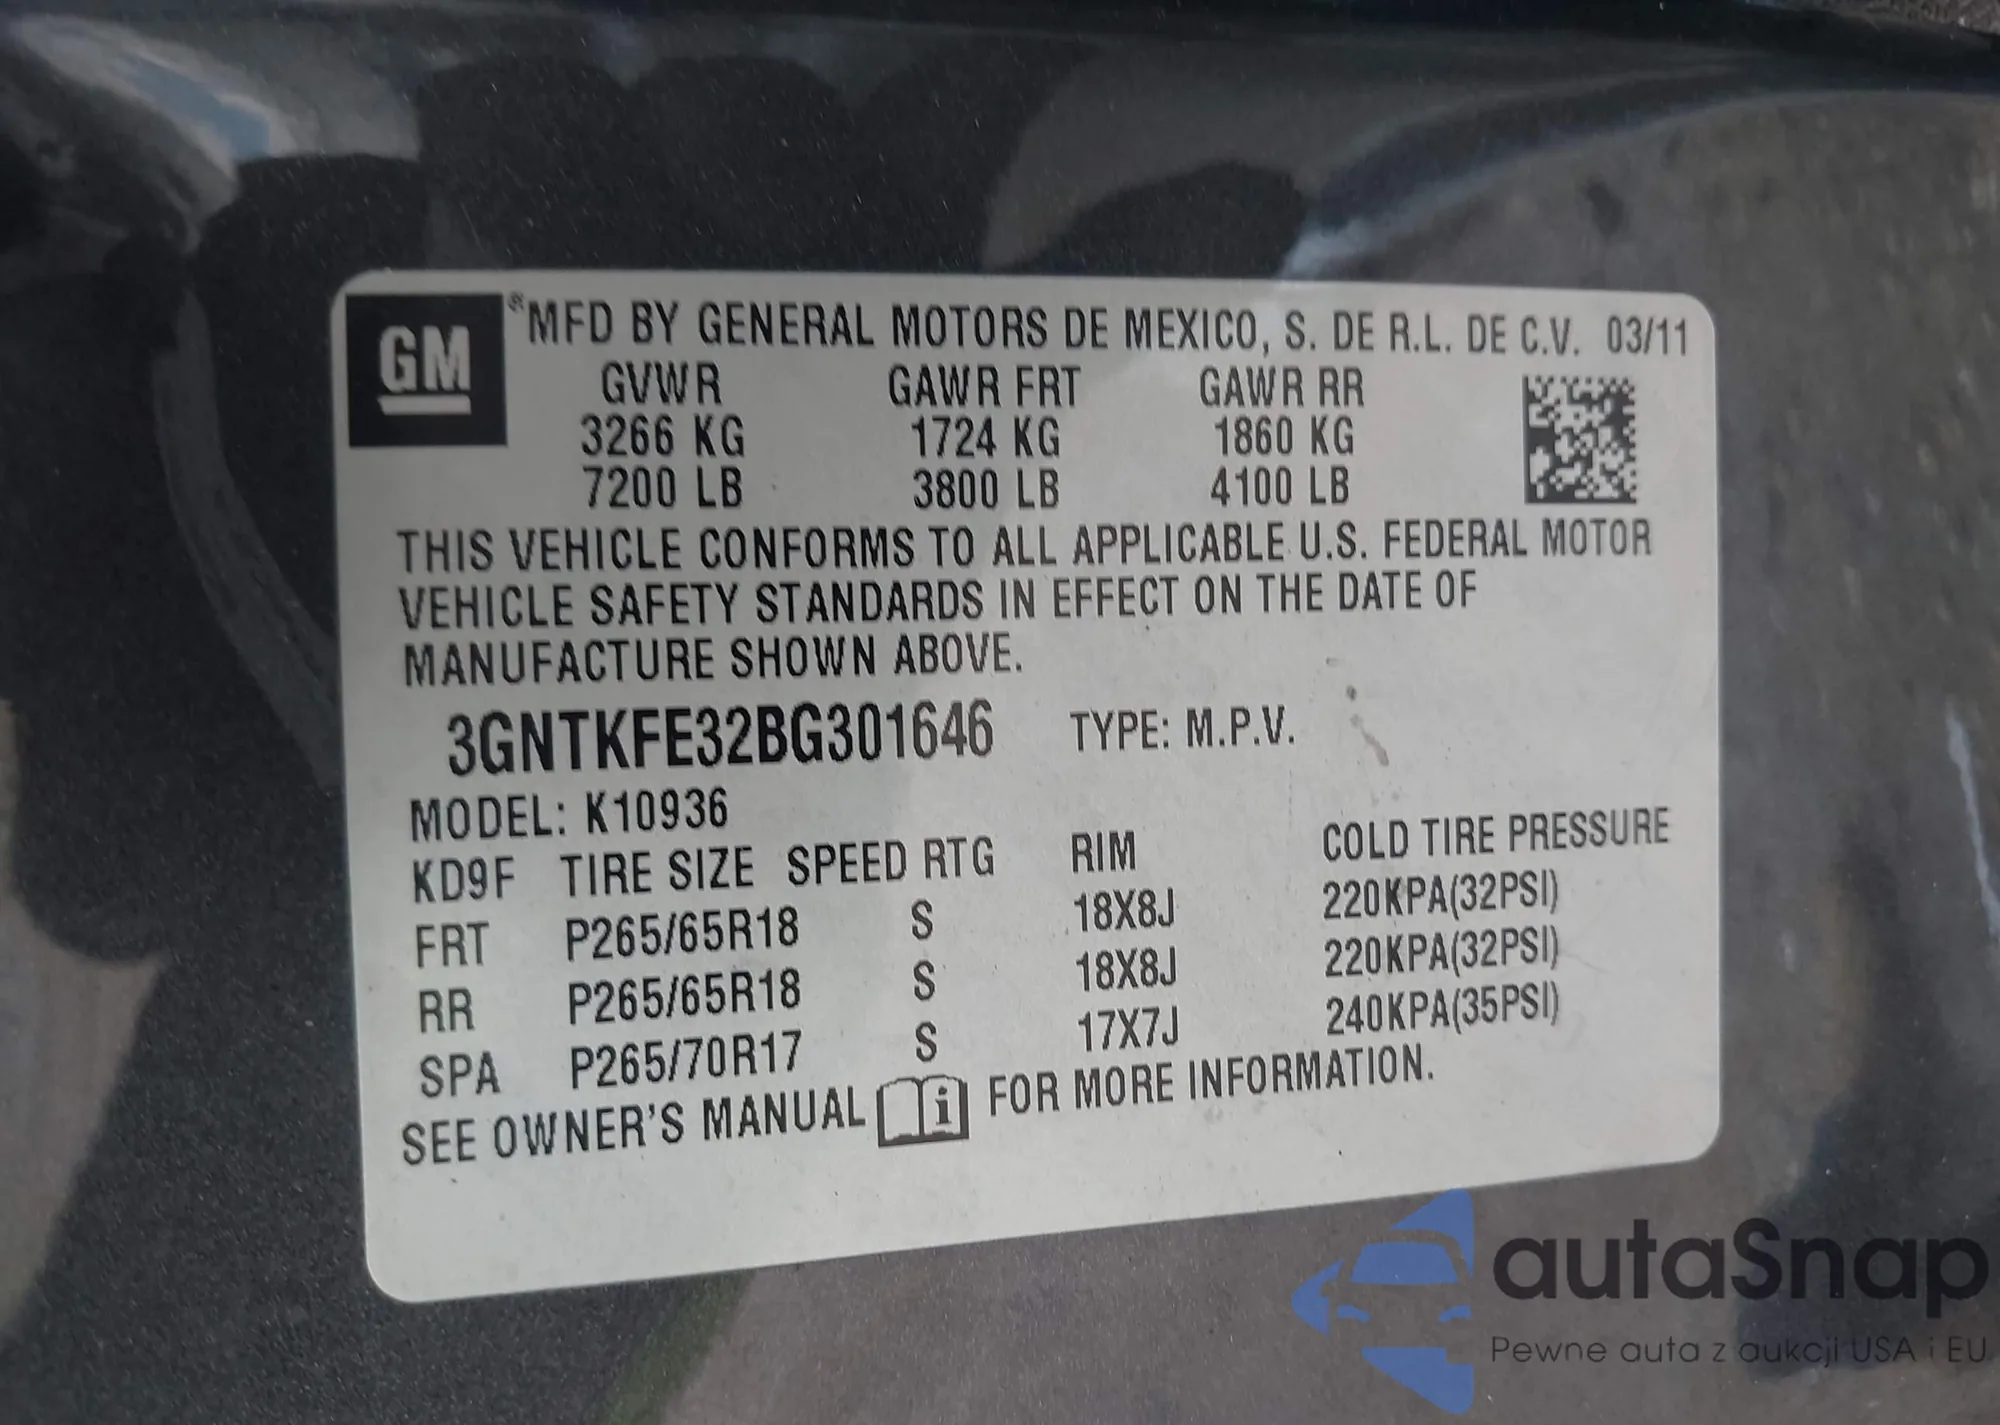 GM
®MFD BY GENERAL MOTORS DE MEXICO, S. DE R.L. DE C.V. 03/11
GVWR GAWR FRT GAWR RR
3266 KG 1724 KG 1860 KG
7200 LB 3800 LB 4100 LB
THIS VEHICLE CONFORMS TO ALL APPLICABLE U.S. FEDERAL MOTOR
VEHICLE SAFETY STANDARDS IN EFFECT ON THE DATE OF
MANUFACTURE SHOWN ABOVE.
3GNTKFE32BG301646 TYPE: M.P.V.
MODEL: K10936
KD9F TIRE SIZE SPEED RTG RIM COLD TIRE PRESSURE
FRT P265/65R18 S 18X8J 220KPA(32PSI)
RR P265/65R18 S 18X8J 220KPA(32PSI)
SPA P265/70R17 S 17X7J 240KPA(35PSI)
SEE OWNER'S MANUAL i FOR MORE INFORMATION.
autaSnap
Pewne auta z aukcji USA i EU